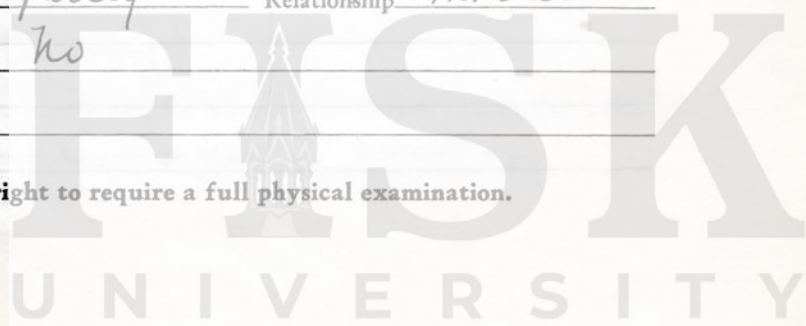 Relationship
No
ight to require a full physical examination.
FISK
UNIVERSITY